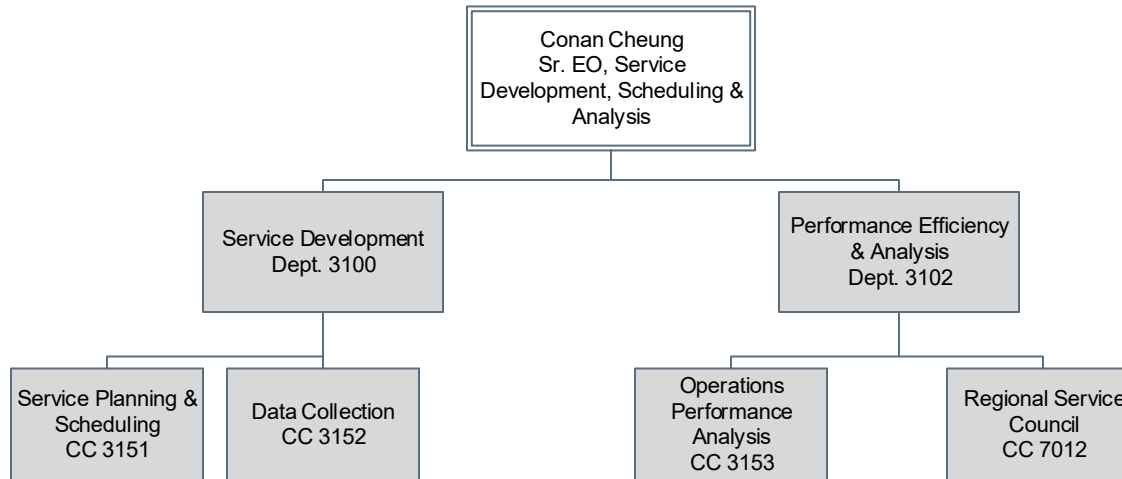 Conan Cheung
Sr. EO, Service
Development, Scheduling &
Analysis
Service Development
Dept. 3100
Performance Efficiency
& Analysis
Dept. 3102
Service Planning &
Scheduling
CC 3151
Data Collection
CC 3152
Operations
Performance
Analysis
CC 3153
Regional Service
Council
CC 7012